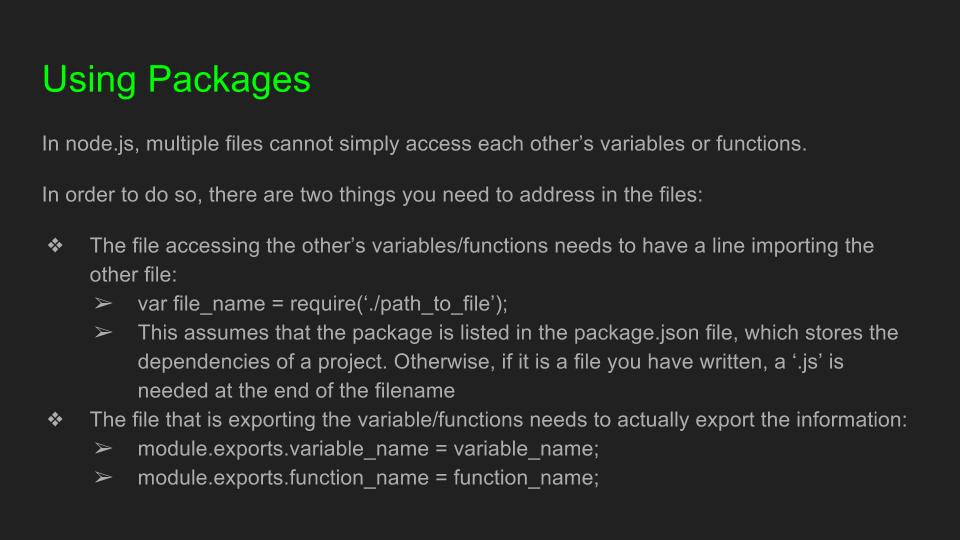 Using Packages
In node.js, multiple files cannot simply access each other’s variables or functions.
In order to do so, there are two things you need to address in the files:
❖ The file accessing the other’s variables/functions needs to have a line importing the
other file:
➢ var file_name = require(‘./path_to_file’);
➢ This assumes that the package is listed in the package.json file, which stores the
dependencies of a project. Otherwise, if it is a file you have written, a ‘.js’ is
needed at the end of the filename
❖ The file that is exporting the variable/functions needs to actually export the information:
➢ module.exports.variable_name = variable_name;
➢ module.exports.function_name = function_name;